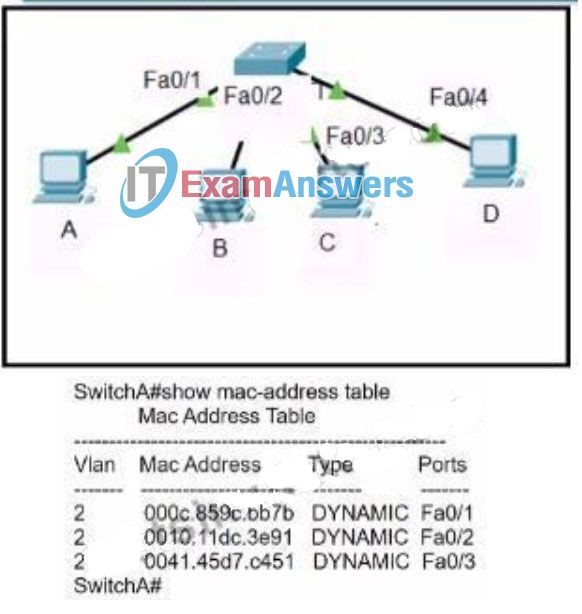 Fa0/1
Fa0/2
Fa0/4
Fa0/3
ITExamAnswers
A
B
C
D
SwitchA#show mac-address table
Mac Address Table
Vlan Mac Address Type Ports
2 000c.859c.bb7b DYNAMIC Fa0/1
2 0010.11dc.3e91 DYNAMIC Fa0/2
2 0041.45d7.c451 DYNAMIC Fa0/3
SwitchA#